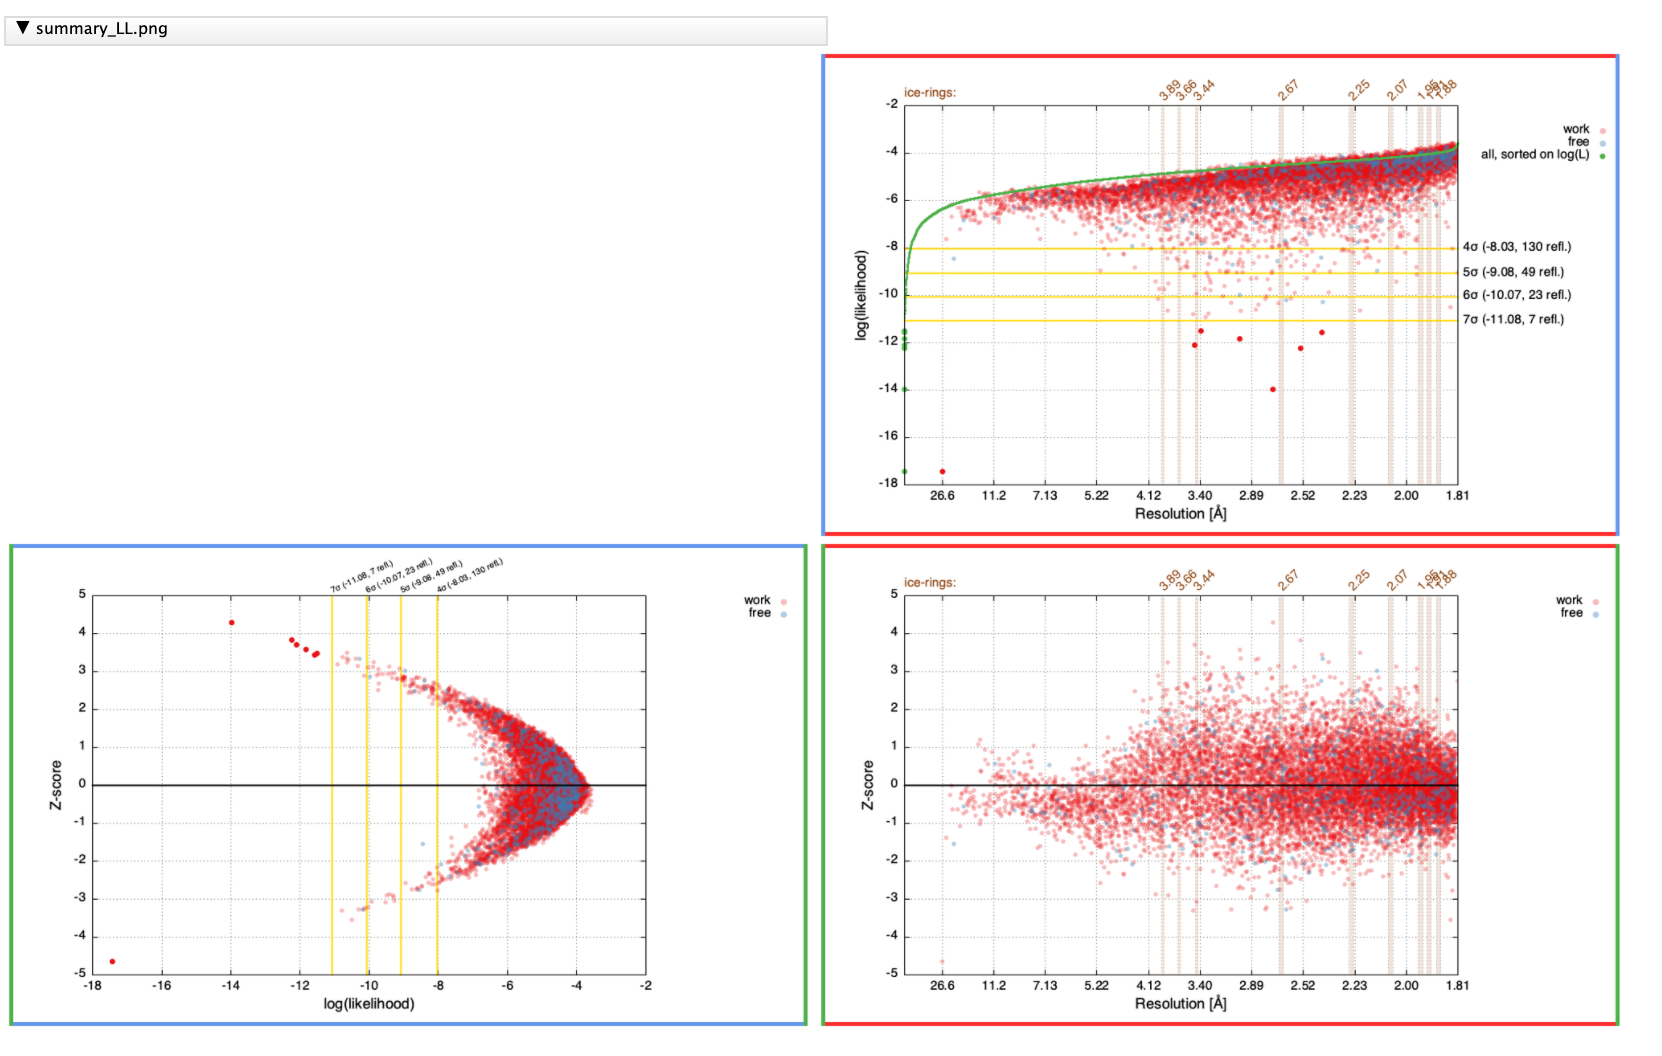 ▼ summary_LL.png
ice-rings:
3.89 3.66 3.44 2.67 2.25 2.07 1.95 1.91 1.88
work
free
all, sorted on log(L)
-2
-4
-6
-8
-10
-12
-14
-16
-18
4σ (-8.03, 130 refl.)
5σ (-9.08, 49 refl.)
6σ (-10.07, 23 refl.)
7σ (-11.08, 7 refl.)
log(likelihood)
26.6 11.2 7.13 5.22 4.12 3.40 2.89 2.52 2.23 2.00 1.81
Resolution [Å]
7σ (-11.08, 7 refl.)
6σ (-10.07, 23 refl.)
5σ (-9.08, 49 refl.)
4σ (-8.03, 130 refl.)
work
free
5
4
3
2
1
0
-1
-2
-3
-4
-5
Z-score
-18 -16 -14 -12 -10 -8 -6 -4 -2
log(likelihood)
ice-rings:
3.89 3.66 3.44 2.67 2.25 2.07 1.95 1.91 1.88
work
free
5
4
3
2
1
0
-1
-2
-3
-4
-5
Z-score
26.6 11.2 7.13 5.22 4.12 3.40 2.89 2.52 2.23 2.00 1.81
Resolution [Å]